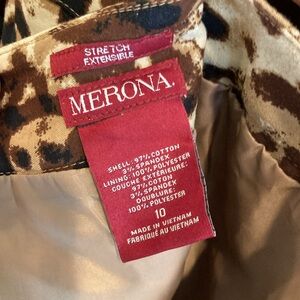 STRETCH
EXTENSIBLE
MERONA
SHELL: 97% COTTON
3% SPANDEX
LINING: 100% POLYESTER
COUCHE EXTÉRIEURE:
97% COTON
3% SPANDEX
DOUBLURE:
100% POLYESTER
10
MADE IN VIETNAM
FABRIQUÉ AU VIETNAM